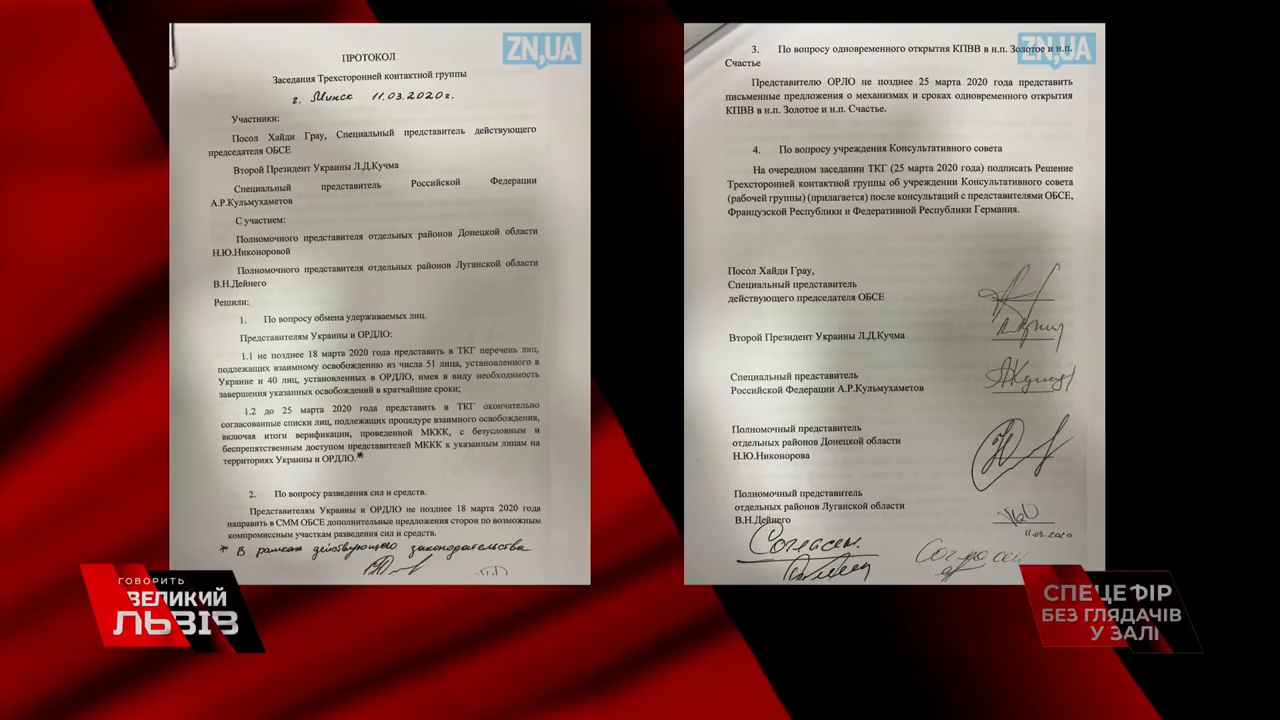 ZN,UA
ПРОТОКОЛ
Заседания Трехсторонней контактной группы
г. Минск 11.03.2020г.
Участники:
Посол Хайди Грау, Специальный представитель действующего
председателя ОБСЕ
Второй Президент Украины Л.Д.Кучма
Специальный представитель Российской Федерации
А.Р.Кульмухаметов
С участием:
Полномочного представителя отдельных районов Донецкой области
Н.Ю.Никоноровой
Полномочного представителя отдельных районов Луганской области
В.Н.Дейнего
Решили:
1. По вопросу обмена удерживаемых лиц.
Представителям Украины и ОРДЛО:
1.1 не позднее 18 марта 2020 года представить в ТКГ перечень лиц,
подлежащих взаимному освобождению из числа 51 лица, установленного в
Украине и 40 лиц, установленных в ОРДЛО, имея в виду необходимость
завершения указанных освобождений в кратчайшие сроки;
1.2 до 25 марта 2020 года представить в ТКГ окончательно
согласованные списки лиц, подлежащих процедуре взаимного освобождения,
включая итоги верификации, проведенной МККК, с безусловным и
беспрепятственным доступом представителей МККК к указанным лицам на
территориях Украины и ОРДЛО.*
2. По вопросу разведения сил и средств.
Представителям Украины и ОРДЛО не позднее 18 марта 2020 года
направить в СММ ОБСЕ дополнительные предложения сторон по возможным
компромиссным участкам разведения сил и средств.
* В рамках действующего законодательства
ZN,UA
3. По вопросу одновременного открытия КПВВ в н.п. Золотое и н.п.
Счастье
Представителю ОРЛО не позднее 25 марта 2020 года представить
письменные предложения о механизмах и сроках одновременного открытия
КПВВ в н.п. Золотое и н.п. Счастье.
4. По вопросу учреждения Консультативного совета
На очередном заседании ТКГ (25 марта 2020 года) подписать Решение
Трехсторонней контактной группы об учреждении Консультативного совета
(рабочей группы) (прилагается) после консультаций с представителями ОБСЕ,
Французской Республики и Федеративной Республики Германия.
Посол Хайди Грау,
Специальный представитель
действующего председателя ОБСЕ
Второй Президент Украины Л.Д.Кучма
Специальный представитель
Российской Федерации А.Р.Кульмухаметов
Полномочный представитель
отдельных районов Донецкой области
Н.Ю.Никонорова
Полномочный представитель
отдельных районов Луганской области
В.Н.Дейнего
11.03.2020
Согласен.
Согласен
ГОВОРИТЬ
ВЕЛИКИЙ
ЛЬВІВ
СПЕЦЕФІР
БЕЗ ГЛЯДАЧІВ
У ЗАЛІ